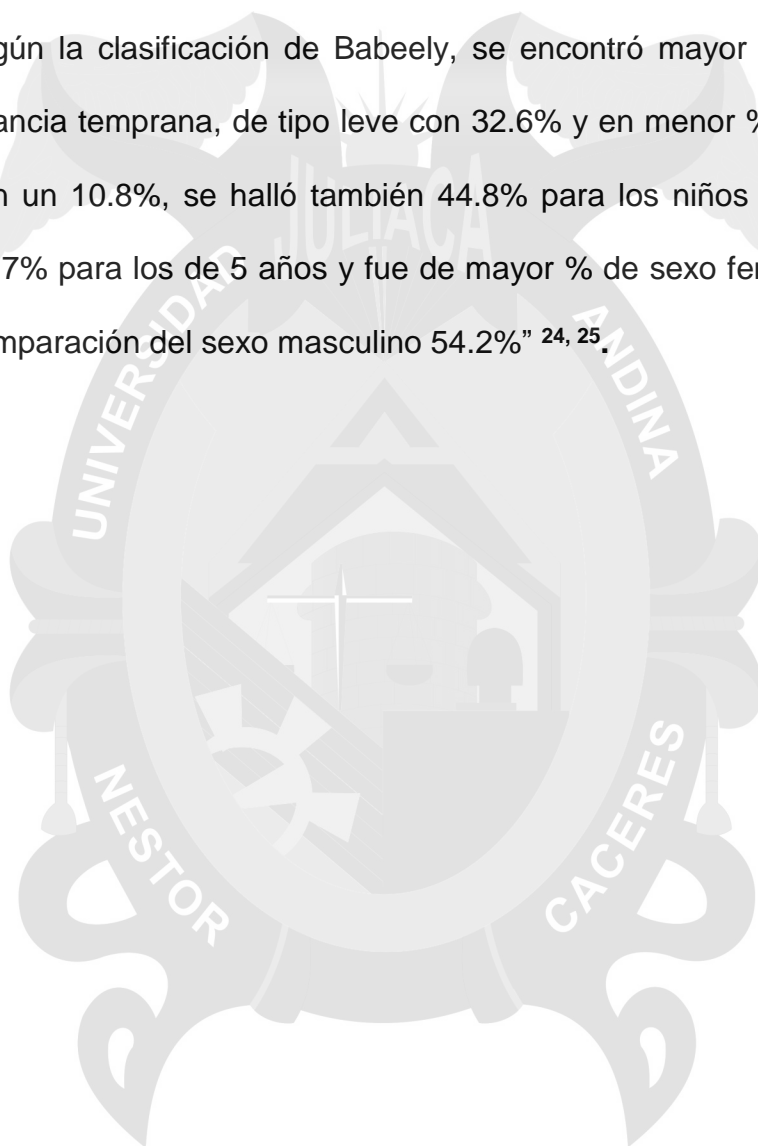 gún la clasificación de Babeely, se encontró mayor
ancia temprana, de tipo leve con 32.6% y en menor %
n un 10.8%, se halló también 44.8% para los niños
7% para los de 5 años y fue de mayor % de sexo fer
mparación del sexo masculino 54.2%” 24, 25.
UNIVERSIDAD ANDINA
JULIACA
NESTOR CACERES